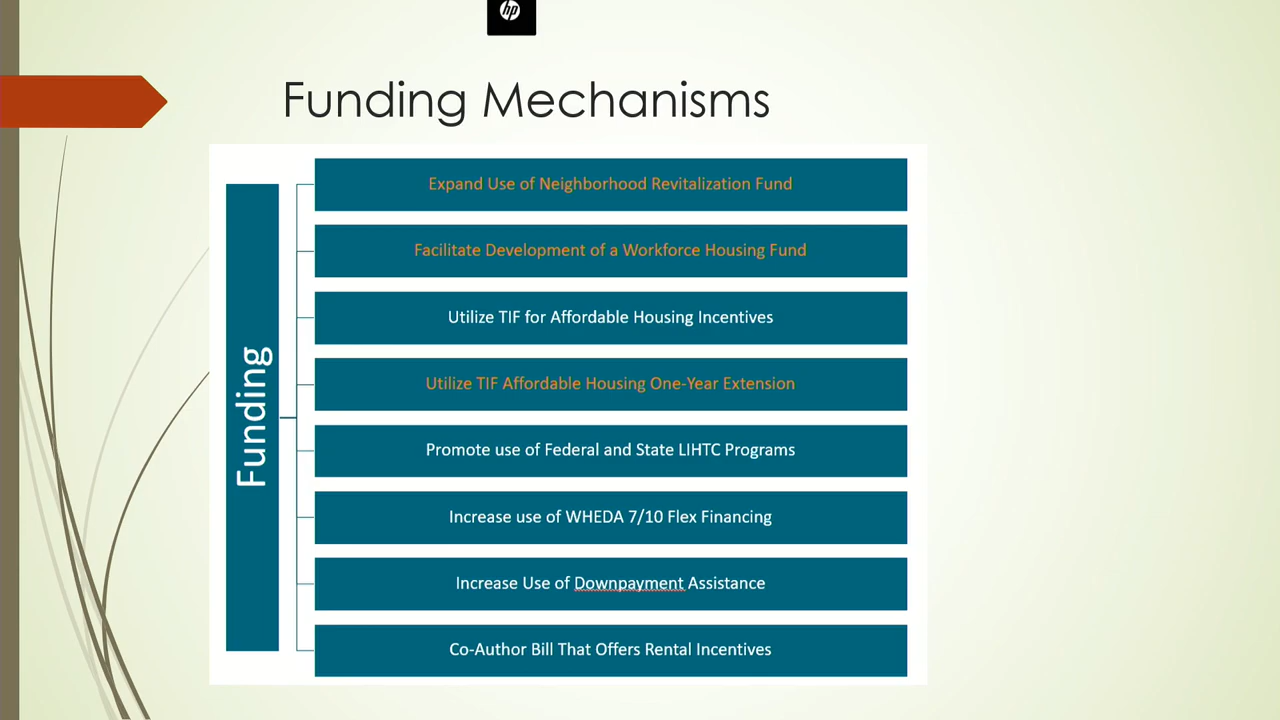 hp
Funding Mechanisms
Funding
Expand Use of Neighborhood Revitalization Fund
Facilitate Development of a Workforce Housing Fund
Utilize TIF for Affordable Housing Incentives
Utilize TIF Affordable Housing One-Year Extension
Promote use of Federal and State LIHTC Programs
Increase use of WHEDA 7/10 Flex Financing
Increase Use of Downpayment Assistance
Co-Author Bill That Offers Rental Incentives